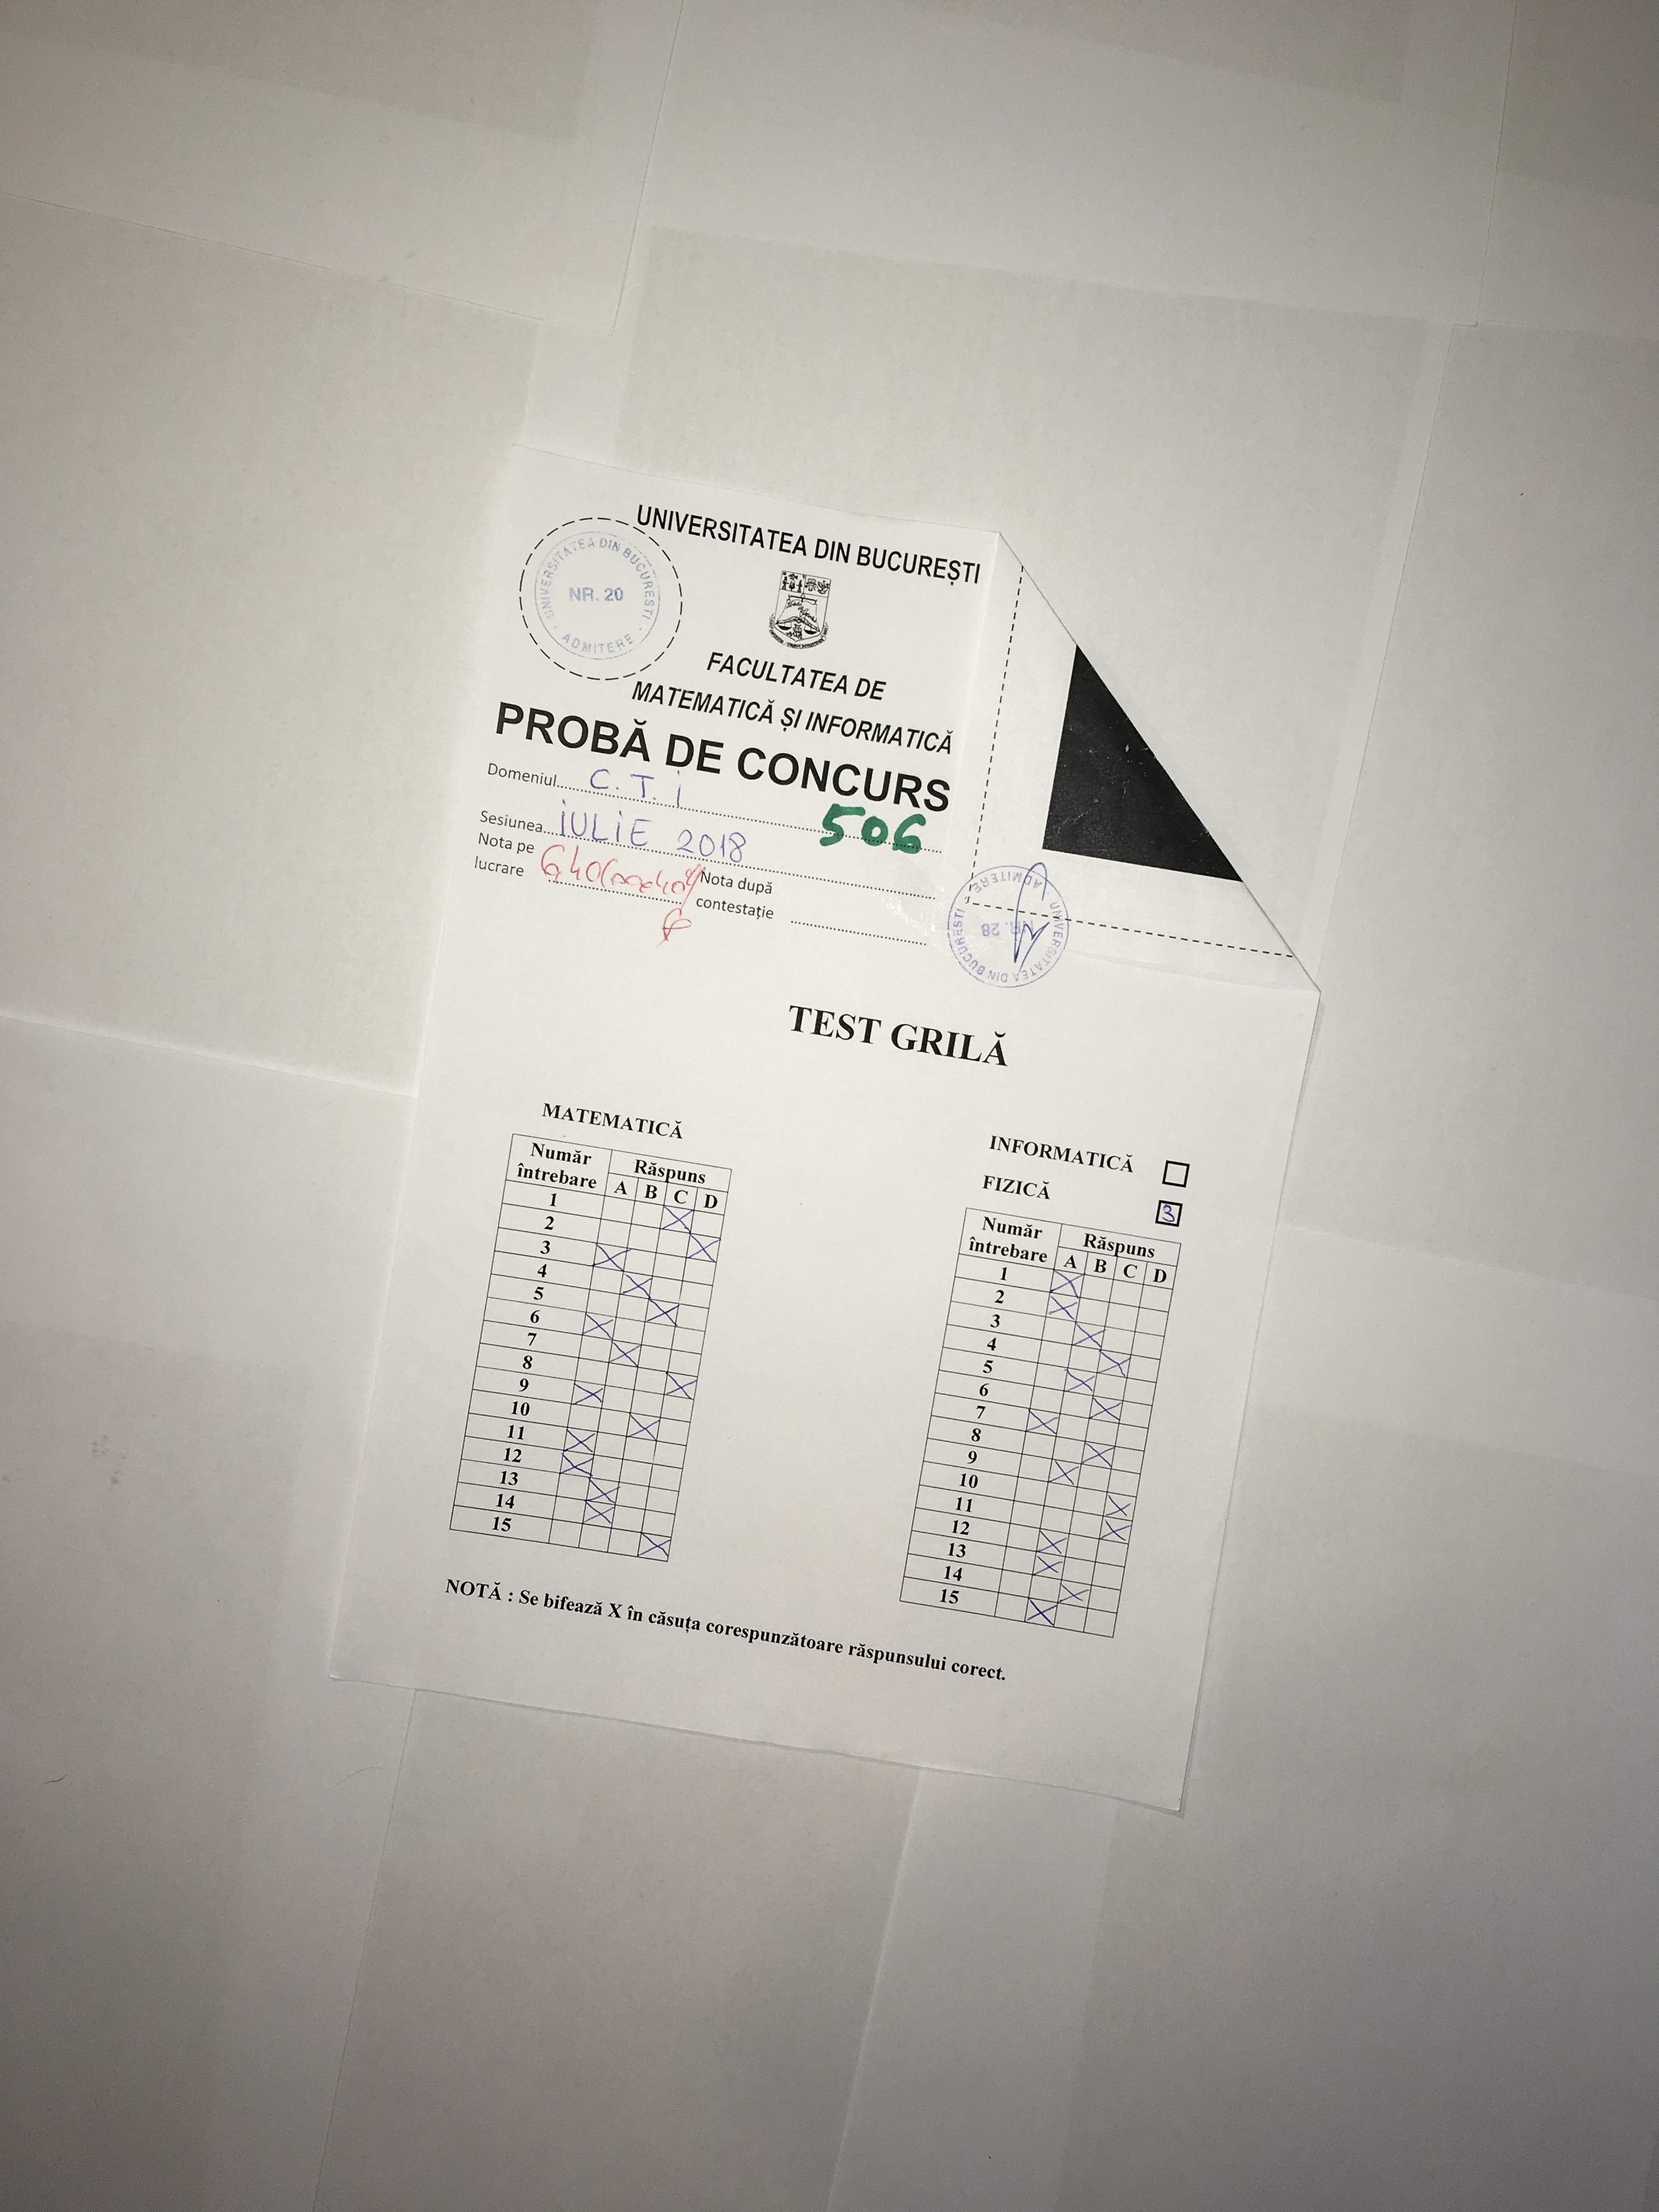 UNIVERSITATEA DIN BUCUREȘTI
UNIVERSITATEA DIN BUCUREȘTI
NR. 20
ADMITERE
FACULTATEA DE
MATEMATICĂ ȘI INFORMATICĂ
PROBĂ DE CONCURS
Domeniul C.T.I
506
Sesiunea IULIE 2018
Nota pe
lucrare
Nota după
contestație
UNIVERSITATEA DIN BUCUREȘTI
NR. 28
ADMITERE
TEST GRILĂ
MATEMATICĂ
Număr întrebare Răspuns
A B C D
1 X
2 X
3 X
4 X
5 X
6 X
7 X
8 X
9 X
10 X
11 X
12 X
13 X
14 X
15 X
INFORMATICĂ
FIZICĂ 3
Număr întrebare Răspuns
A B C D
1 X
2 X
3 X
4 X
5 X
6 X
7 X
8 X
9 X
10 X
11 X
12 X
13 X
14 X
15 X
NOTĂ : Se bifează X în căsuța corespunzătoare răspunsului corect.